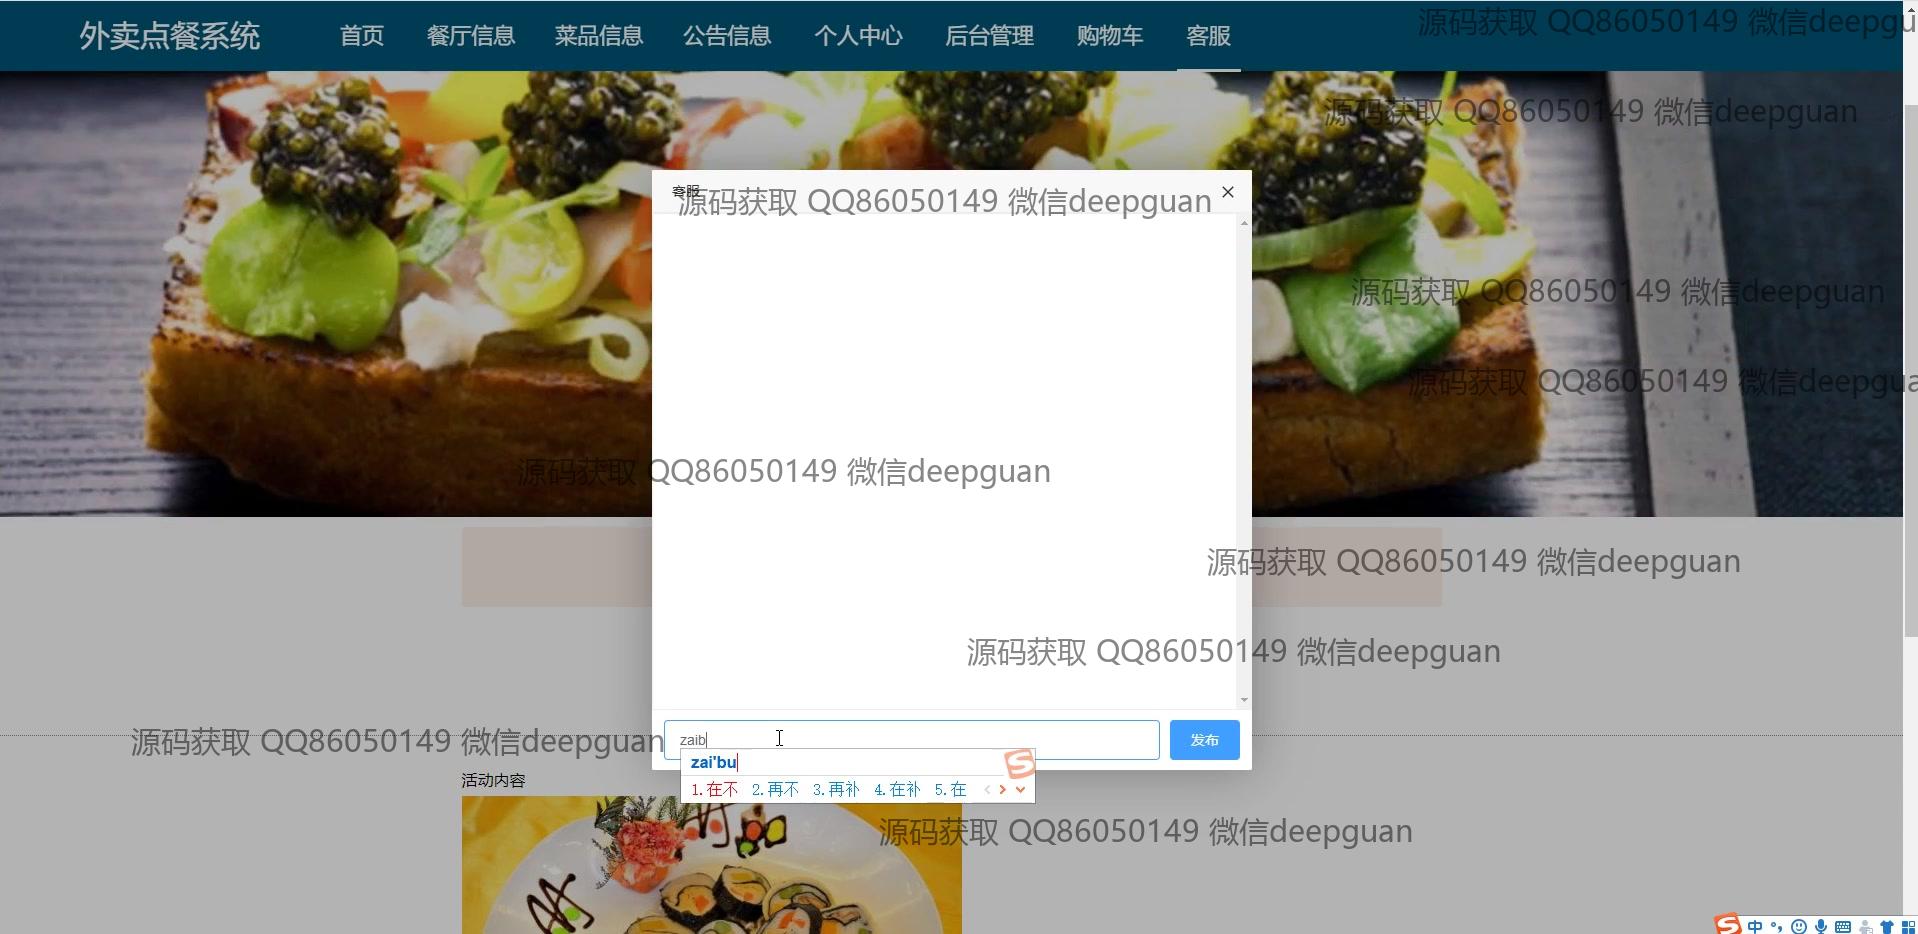 外卖点餐系统 首页 餐厅信息 菜品信息 公告信息 个人中心 后台管理 购物车 客服
源码获取 QQ86050149 微信deepgu
源码获取 QQ86050149 微信deepguan
客服
源码获取 QQ86050149 微信deepguan
源码获取 QQ86050149 微信deepguan
源码获取 QQ86050149 微信deepgua
源码获取 QQ86050149 微信deepguan
源码获取 QQ86050149 微信deepguan
源码获取 QQ86050149 微信deepguan
源码获取 QQ86050149 微信deepguan
zaib
发布
zai'bu
1.在不 2.再不 3.再补 4.在补 5.在
活动内容
源码获取 QQ86050149 微信deepguan
中